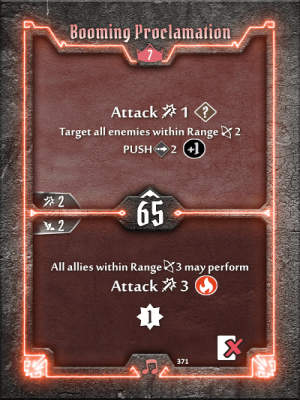 Booming Proclamation
7
Attack 1 ?
Target all enemies within Range 2
PUSH 2 +1
2
65
2
All allies within Range 3 may perform
Attack 3
1
371